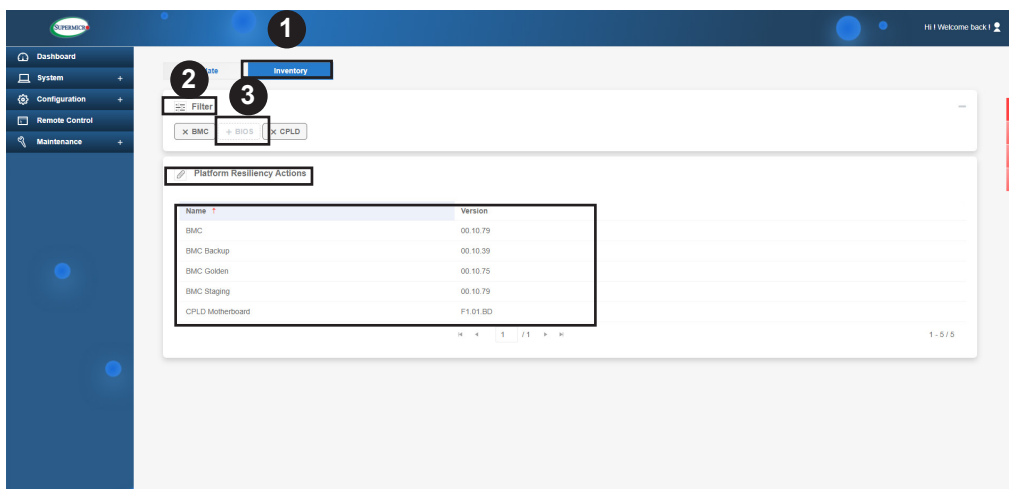 SUPERMICR
1
Hi ! Welcome back !
Dashboard
System +
Configuration +
Remote Control
Maintenance +
Inventory
2
3
Filter
× BMC + BIOS × CPLD
Platform Resiliency Actions
Name ↑ Version
BMC 00.10.79
BMC Backup 00.10.39
BMC Golden 00.10.75
BMC Staging 00.10.79
CPLD Motherboard F1.01.BD
1 / 1
1 - 5 / 5